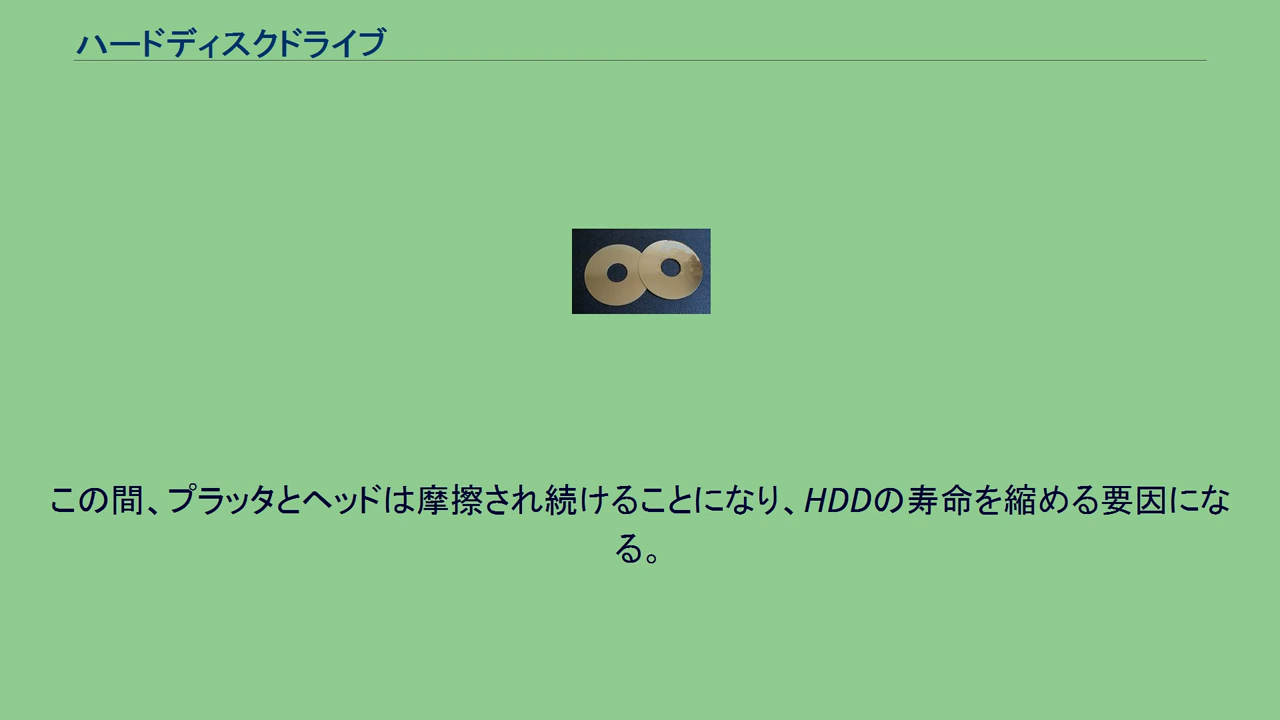 ハードディスクドライブ
この間、プラッタとヘッドは摩擦され続けることになり、HDDの寿命を縮める要因にな
る。